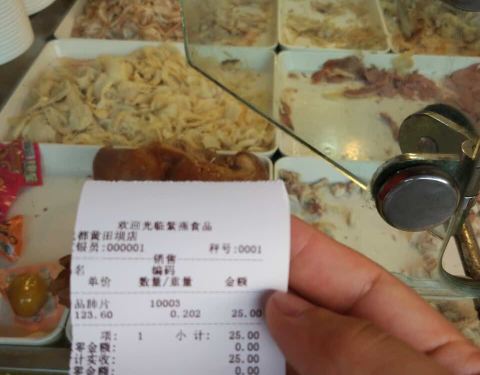 欢迎光临紫燕食品
都黄田坝店
银员:000001 秤号:0001
销售
名 编码
单价 数量/重量 金额
品肺片 10003
123.60 0.202 25.00
项: 1 小计: 25.00
零金额: 0.00
计实收: 25.00
零金额: 0.00